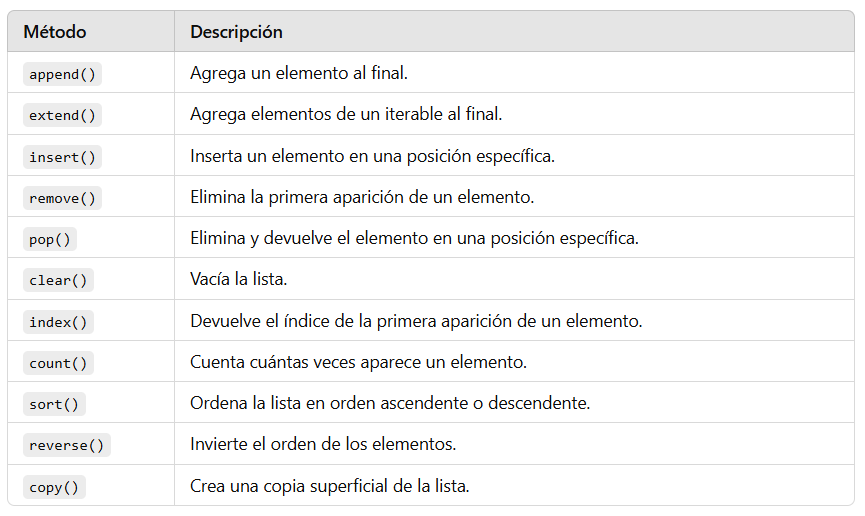 Método Descripción
append() Agrega un elemento al final.
extend() Agrega elementos de un iterable al final.
insert() Inserta un elemento en una posición específica.
remove() Elimina la primera aparición de un elemento.
pop() Elimina y devuelve el elemento en una posición específica.
clear() Vacía la lista.
index() Devuelve el índice de la primera aparición de un elemento.
count() Cuenta cuántas veces aparece un elemento.
sort() Ordena la lista en orden ascendente o descendente.
reverse() Invierte el orden de los elementos.
copy() Crea una copia superficial de la lista.